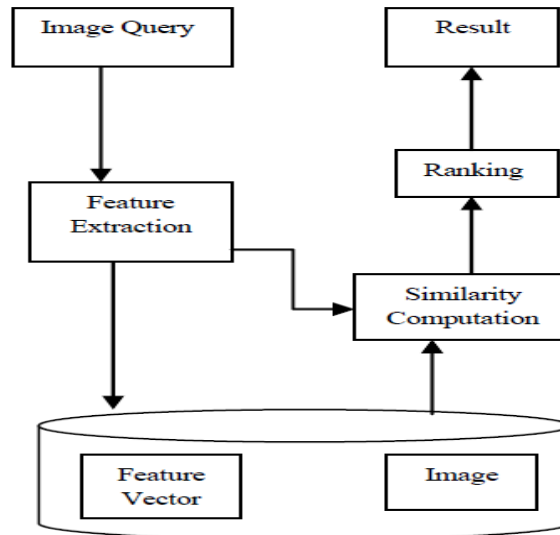 Image Query
Result
Ranking
Feature
Extraction
Similarity
Computation
Feature
Vector
Image